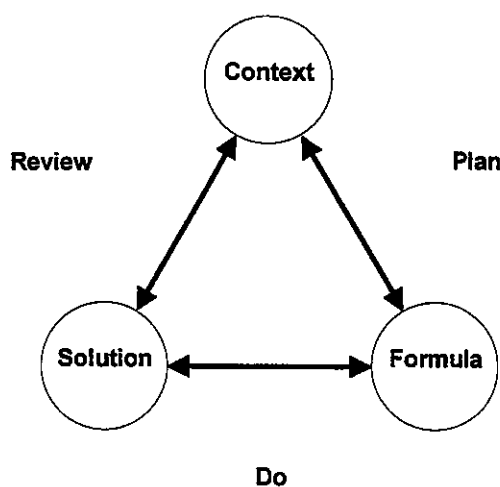 Context
Review
Plan
Solution
Formula
Do